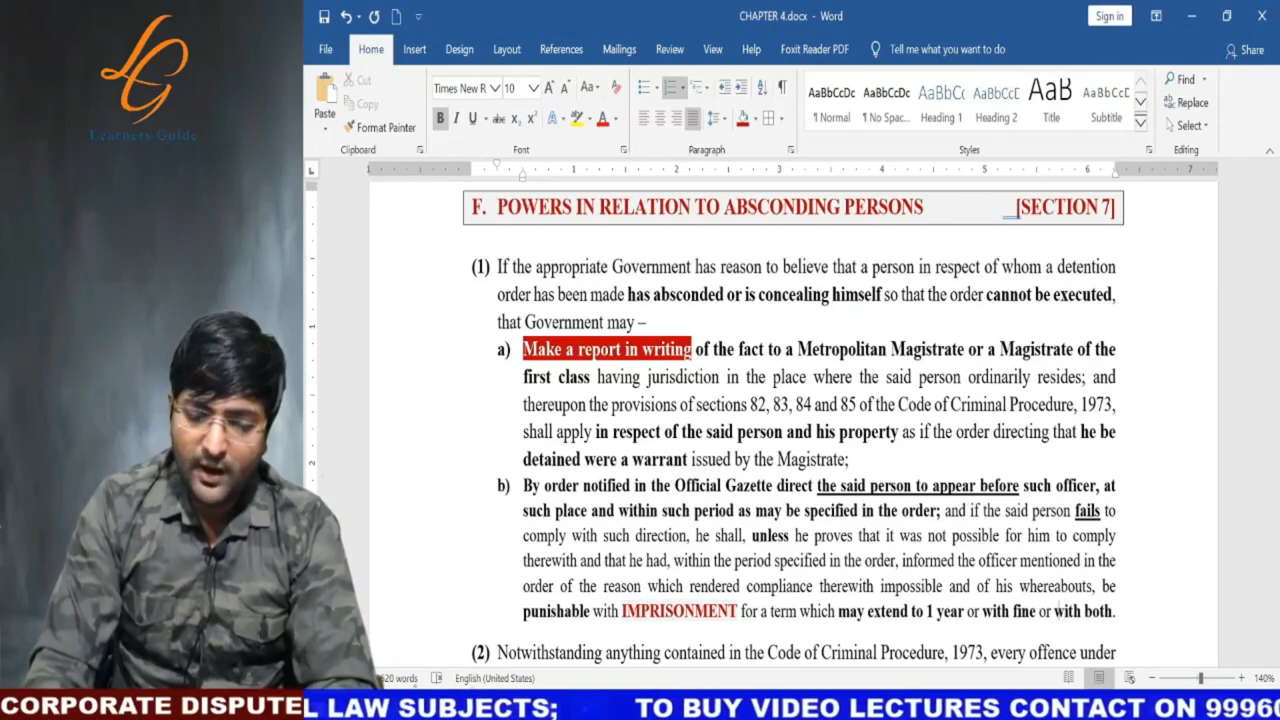 CHAPTER 4.docx - Word
Sign in
File Home Insert Design Layout References Mailings Review View Help Foxit Reader PDF Tell me what you want to do Share
LG
Learners Guide
Paste
Cut
Copy
Format Painter
Clipboard
Times New R 10
Font
Paragraph
AaBbCcDc AaBbCcDc AaBbCc AaBbCcC AaB AaBbCcC
¶ Normal ¶ No Spac... Heading 1 Heading 2 Title Subtitle
Styles
Find
Replace
Select
Editing
1 1 2 3 4 5 6 7
F. POWERS IN RELATION TO ABSCONDING PERSONS [SECTION 7]
(1) If the appropriate Government has reason to believe that a person in respect of whom a detention
order has been made has absconded or is concealing himself so that the order cannot be executed,
that Government may –
a) Make a report in writing of the fact to a Metropolitan Magistrate or a Magistrate of the
first class having jurisdiction in the place where the said person ordinarily resides; and
thereupon the provisions of sections 82, 83, 84 and 85 of the Code of Criminal Procedure, 1973,
shall apply in respect of the said person and his property as if the order directing that he be
detained were a warrant issued by the Magistrate;
b) By order notified in the Official Gazette direct the said person to appear before such officer, at
such place and within such period as may be specified in the order; and if the said person fails to
comply with such direction, he shall, unless he proves that it was not possible for him to comply
therewith and that he had, within the period specified in the order, informed the officer mentioned in the
order of the reason which rendered compliance therewith impossible and of his whereabouts, be
punishable with IMPRISONMENT for a term which may extend to 1 year or with fine or with both.
(2) Notwithstanding anything contained in the Code of Criminal Procedure, 1973, every offence under
words English (United States) 140%
CORPORATE DISPUTE L LAW SUBJECTS; TO BUY VIDEO LECTURES CONTACT ON 9996